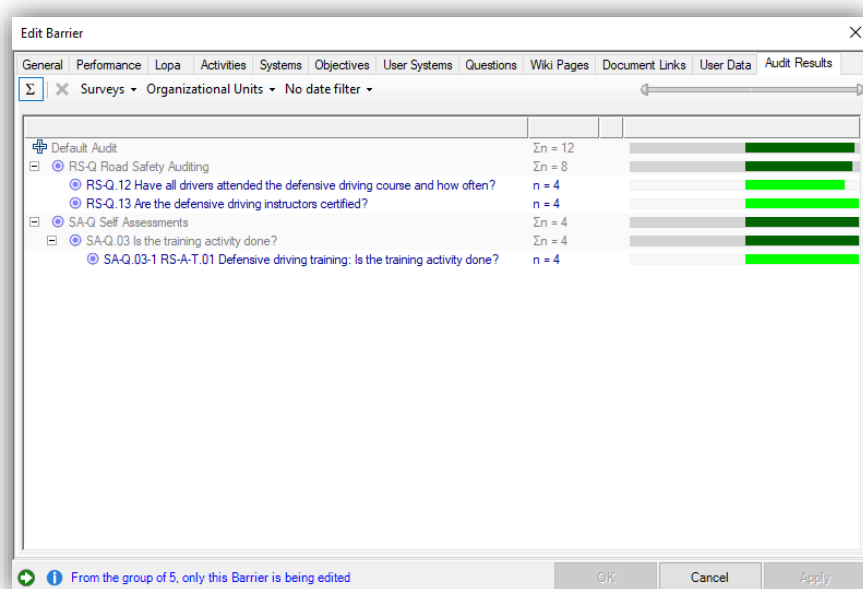 Edit Barrier
General Performance Lopa Activities Systems Objectives User Systems Questions Wiki Pages Document Links User Data Audit Results
Σ Surveys Organizational Units No date filter
Default Audit Σn = 12
RS-Q Road Safety Auditing Σn = 8
RS-Q.12 Have all drivers attended the defensive driving course and how often? n = 4
RS-Q.13 Are the defensive driving instructors certified? n = 4
SA-Q Self Assessments Σn = 4
SA-Q.03 Is the training activity done? Σn = 4
SA-Q.03-1 RS-A-T.01 Defensive driving training: Is the training activity done? n = 4
From the group of 5, only this Barrier is being edited OK Cancel Apply